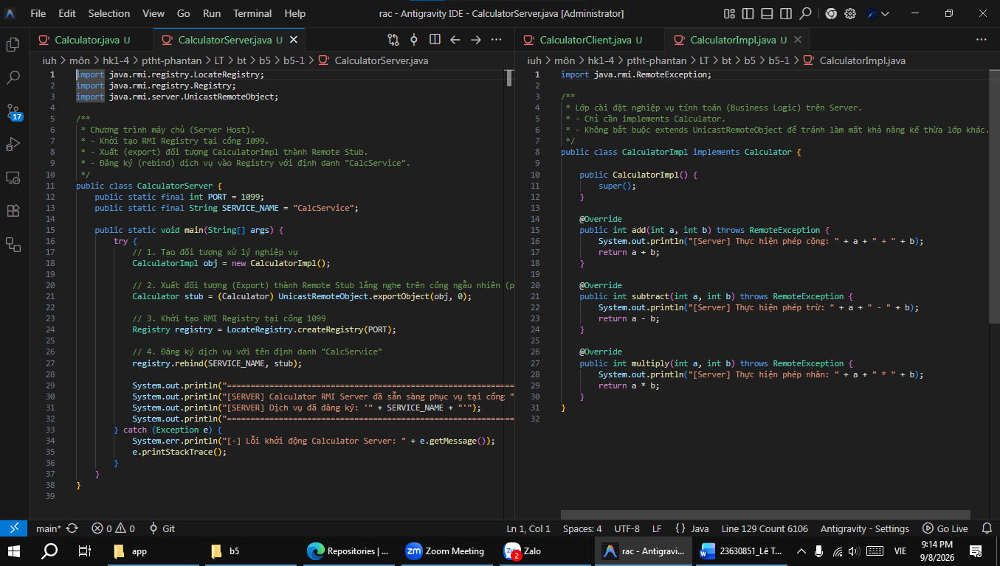 File Edit Selection View Go Run Terminal Help
rac - Antigravity IDE - CalculatorServer.java [Administrator]
Calculator.java U
CalculatorServer.java U
iuh > môn > hk1-4 > ptht-phantan > LT > bt > b5 > b5-1 > CalculatorServer.java
1 import java.rmi.registry.LocateRegistry;
2 import java.rmi.registry.Registry;
3 import java.rmi.server.UnicastRemoteObject;
4
5 /**
6  * Chương trình máy chủ (Server Host).
7  * - Khởi tạo RMI Registry tại cổng 1099.
8  * - Xuất (export) đối tượng CalculatorImpl thành Remote Stub.
9  * - Đăng ký (rebind) dịch vụ vào Registry với định danh "CalcService".
10  */
11 public class CalculatorServer {
12     public static final int PORT = 1099;
13     public static final String SERVICE_NAME = "CalcService";
14
15     public static void main(String[] args) {
16         try {
17             // 1. Tạo đối tượng xử lý nghiệp vụ
18             CalculatorImpl obj = new CalculatorImpl();
19
20             // 2. Xuất đối tượng (Export) thành Remote Stub lắng nghe trên cổng ngẫu nhiên (p
21             Calculator stub = (Calculator) UnicastRemoteObject.exportObject(obj, 0);
22
23             // 3. Khởi tạo RMI Registry tại cổng 1099
24             Registry registry = LocateRegistry.createRegistry(PORT);
25
26             // 4. Đăng ký dịch vụ với tên định danh "CalcService"
27             registry.rebind(SERVICE_NAME, stub);
28
29             System.out.println("=============================================================
30             System.out.println("[SERVER] Calculator RMI Server đã sẵn sàng phục vụ tại cổng "
31             System.out.println("[SERVER] Dịch vụ đã đăng ký: '" + SERVICE_NAME + "'");
32             System.out.println("=============================================================
33         } catch (Exception e) {
34             System.err.println("[-] Lỗi khởi động Calculator Server: " + e.getMessage());
35             e.printStackTrace();
36         }
37     }
38 }
39
CalculatorClient.java U
CalculatorImpl.java U
iuh > môn > hk1-4 > ptht-phantan > LT > bt > b5 > b5-1 > CalculatorImpl.java
1 import java.rmi.RemoteException;
2
3 /**
4  * Lớp cài đặt nghiệp vụ tính toán (Business Logic) trên Server.
5  * - Chỉ cần implements Calculator.
6  * - Không bắt buộc extends UnicastRemoteObject để tránh làm mất khả năng kế thừa lớp khác.
7  */
8 public class CalculatorImpl implements Calculator {
9
10     public CalculatorImpl() {
11         super();
12     }
13
14     @Override
15     public int add(int a, int b) throws RemoteException {
16         System.out.println("[Server] Thực hiện phép cộng: " + a + " + " + b);
17         return a + b;
18     }
19
20     @Override
21     public int subtract(int a, int b) throws RemoteException {
22         System.out.println("[Server] Thực hiện phép trừ: " + a + " - " + b);
23         return a - b;
24     }
25
26     @Override
27     public int multiply(int a, int b) throws RemoteException {
28         System.out.println("[Server] Thực hiện phép nhân: " + a + " * " + b);
29         return a * b;
30     }
31 }
32
17
main* 0 0 Git
Ln 1, Col 1 Spaces: 4 UTF-8 LF {} Java Line 129 Count 6106 Antigravity - Settings Go Live
app
b5
Repositories | ...
zm Zoom Meeting
Zalo 2
rac - Antigravi...
23630851_Lê T...
VIE
9:14 PM
9/8/2026